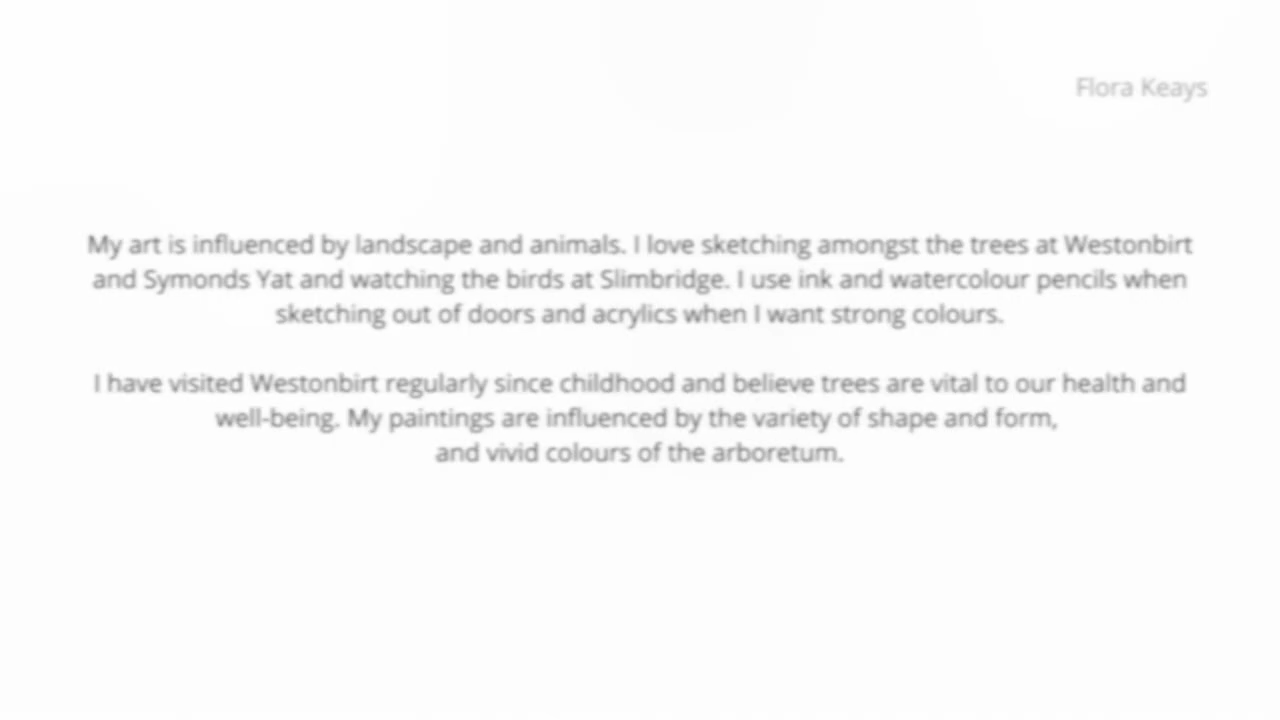 Flora Keays
My art is influenced by landscape and animals. I love sketching amongst the trees at Westonbirt
and Symonds Yat and watching the birds at Slimbridge. I use ink and watercolour pencils when
sketching out of doors and acrylics when I want strong colours.
I have visited Westonbirt regularly since childhood and believe trees are vital to our health and
well-being. My paintings are influenced by the variety of shape and form,
and vivid colours of the arboretum.